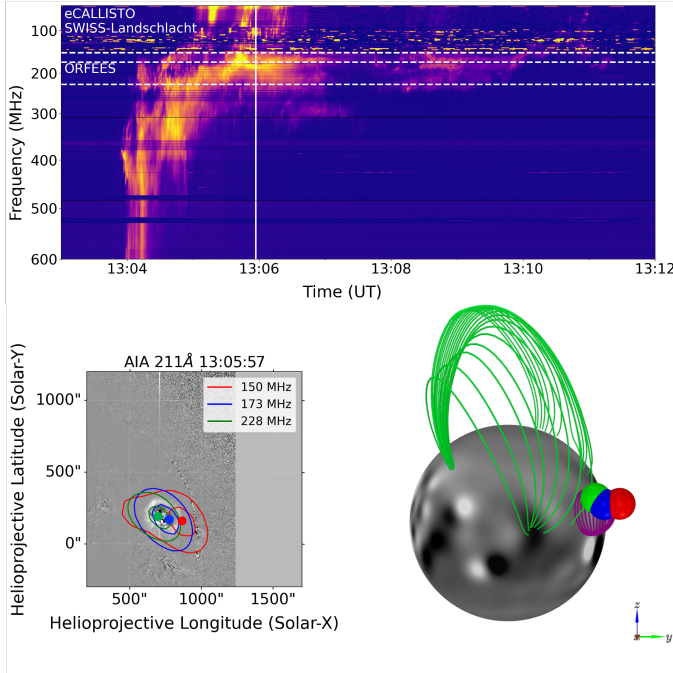 eCALLISTO
SWISS-Landschlacht
ORFEES
100
200
300
400
500
600
Frequency (MHz)
13:04
13:06
13:08
13:10
13:12
Time (UT)
AIA 211Å 13:05:57
150 MHz
173 MHz
228 MHz
1000"
500"
0"
Helioprojective Latitude (Solar-Y)
500"
1000"
1500"
Helioprojective Longitude (Solar-X)
z
x
y